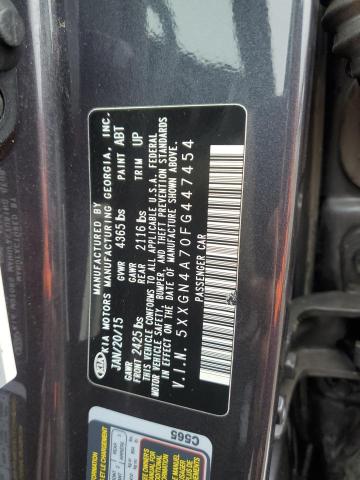 MANUFACTURED BY
KIA MOTORS MANUFACTURING GEORGIA, INC.
JAN/20/15 GVWR 4365 lbs PAINT ABT
GAWR FRONT 2425 lbs GAWR REAR 2116 lbs TRIM UP
THIS VEHICLE CONFORMS TO ALL APPLICABLE U.S.A. FEDERAL
MOTOR VEHICLE SAFETY, BUMPER, AND THEFT PREVENTION STANDARDS
IN EFFECT ON THE DATE OF MANUFACTURE SHOWN ABOVE.
V.I.N. 5XXGN4A70FG447454
PASSENGER CAR
KIA
C565